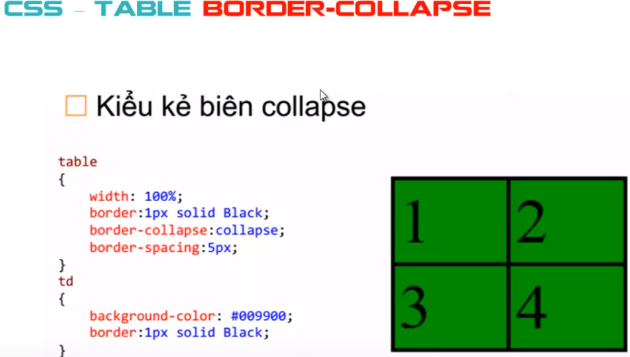 CSS – TABLE BORDER-COLLAPSE
Kiểu kẻ biên collapse
table
{
width: 100%;
border:1px solid Black;
border-collapse:collapse;
border-spacing:5px;
}
td
{
background-color: #009900;
border:1px solid Black;
}
1 2
3 4